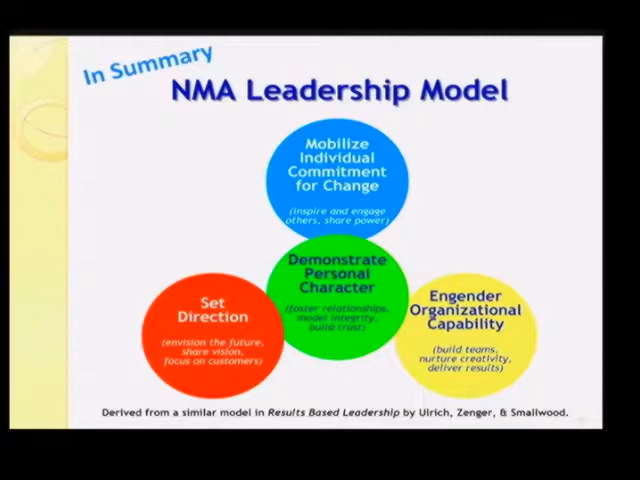 In Summary
NMA Leadership Model
Mobilize
Individual
Commitment
for Change
(inspire and engage
others, share power)
Demonstrate
Personal
Character
(foster relationships,
model integrity,
build trust)
Set
Direction
(envision the future,
share vision,
focus on customers)
Engender
Organizational
Capability
(build teams,
nurture creativity,
deliver results)
Derived from a similar model in Results Based Leadership by Ulrich, Zenger, & Smallwood.